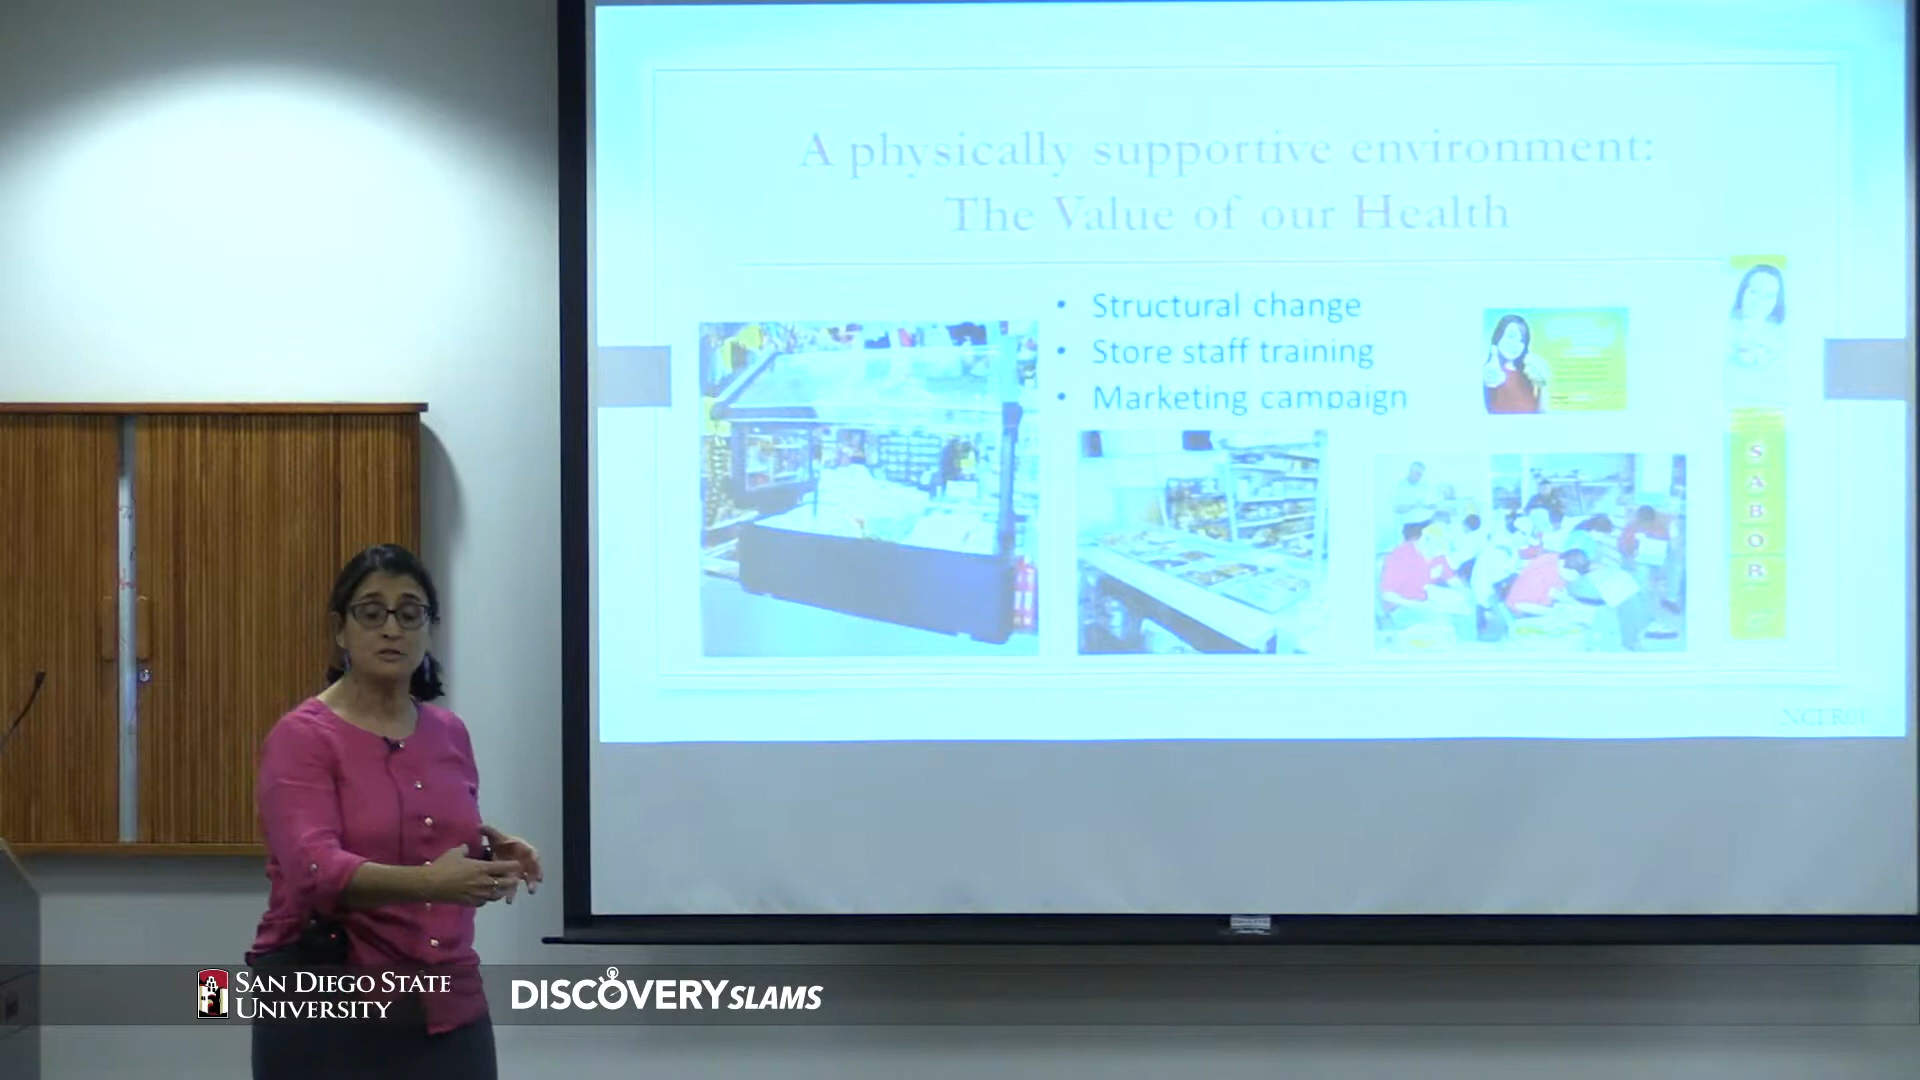 A physically supportive environment:
The Value of our Health
• Structural change
• Store staff training
• Marketing campaign
S
A
B
O
R
SAN DIEGO STATE
UNIVERSITY
DISCOVERY SLAMS